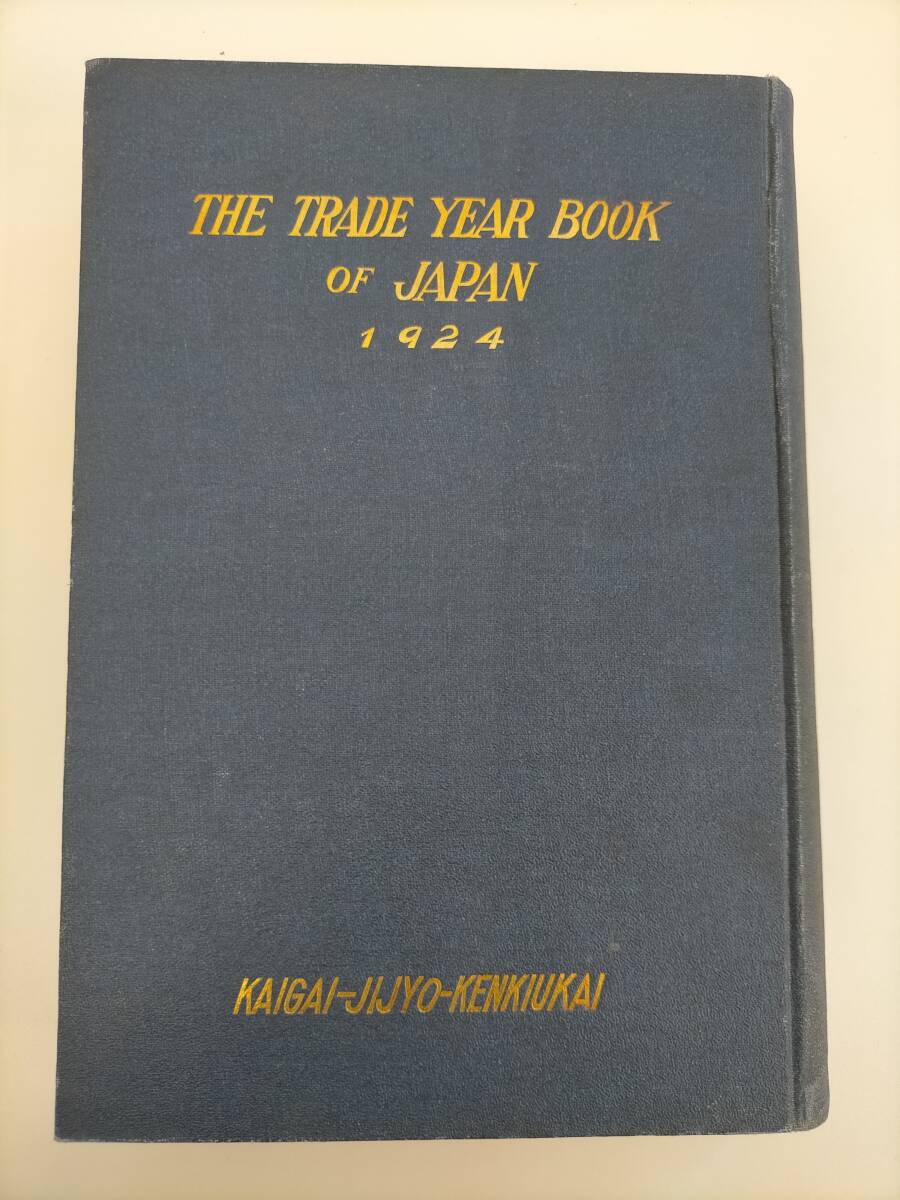 THE TRADE YEAR BOOK
OF JAPAN
1924
KAIGAI-JIJYO-KENKIUKAI